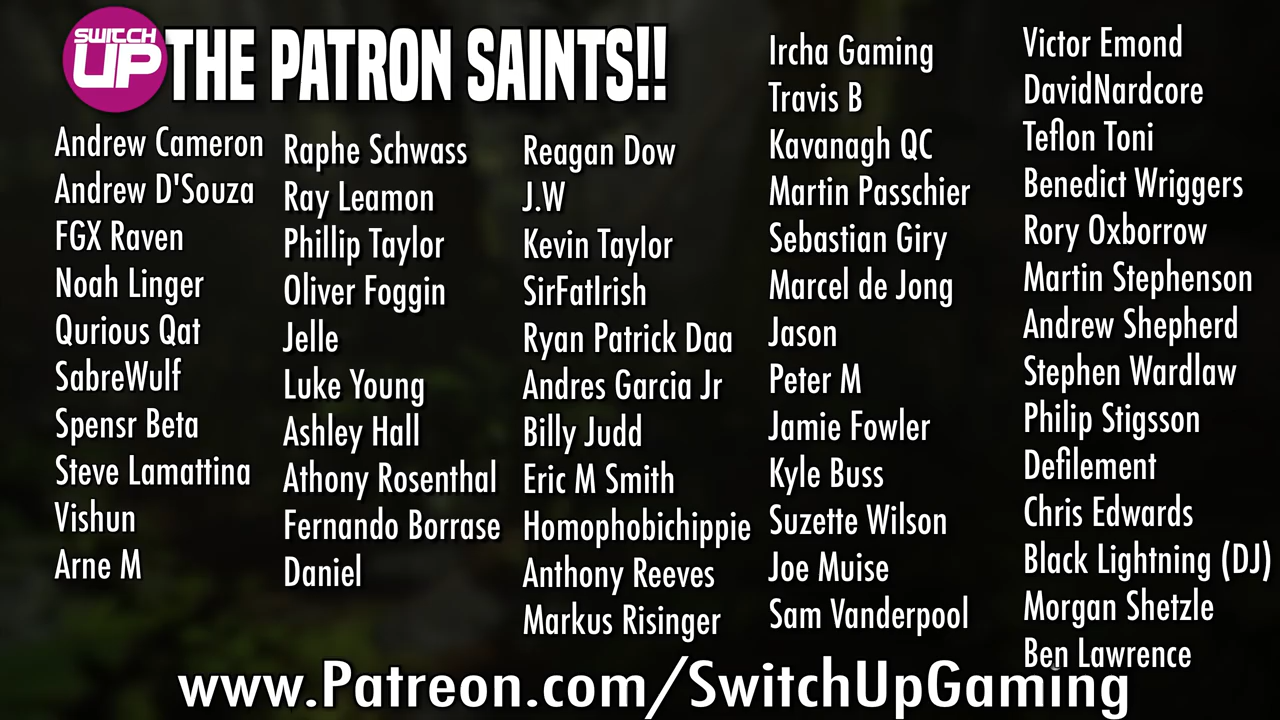 SWITCH
UP
THE PATRON SAINTS!!
Andrew Cameron
Andrew D'Souza
FGX Raven
Noah Linger
Qurious Qat
SabreWulf
Spensr Beta
Steve Lamattina
Vishun
Arne M
Raphe Schwass
Ray Leamon
Phillip Taylor
Oliver Foggin
Jelle
Luke Young
Ashley Hall
Athony Rosenthal
Fernando Borrase
Daniel
Reagan Dow
J.W
Kevin Taylor
SirFatIrish
Ryan Patrick Daa
Andres Garcia Jr
Billy Judd
Eric M Smith
Homophobichippie
Anthony Reeves
Markus Risinger
Ircha Gaming
Travis B
Kavanagh QC
Martin Passchier
Sebastian Giry
Marcel de Jong
Jason
Peter M
Jamie Fowler
Kyle Buss
Suzette Wilson
Joe Muise
Sam Vanderpool
Victor Emond
DavidNardcore
Teflon Toni
Benedict Wriggers
Rory Oxborrow
Martin Stephenson
Andrew Shepherd
Stephen Wardlaw
Philip Stigsson
Defilement
Chris Edwards
Black Lightning (DJ)
Morgan Shetzle
Ben Lawrence
www.Patreon.com/SwitchUpGaming